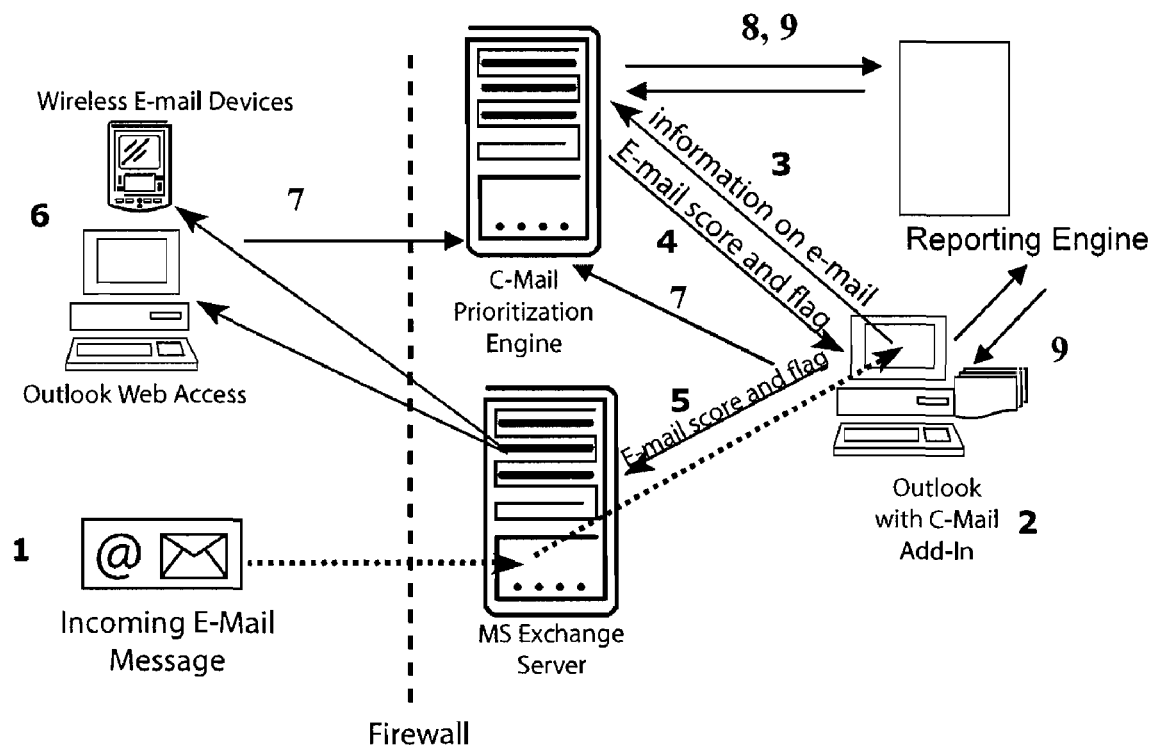 8, 9
Wireless E-mail Devices
information on e-mail
3
E-mail score and flag
7
6
4
Reporting Engine
C-Mail
Prioritization
Engine
7
9
Outlook Web Access
5
E-mail score and flag
Outlook
with C-Mail
Add-In
2
1
@
Incoming E-Mail
Message
MS Exchange
Server
Firewall